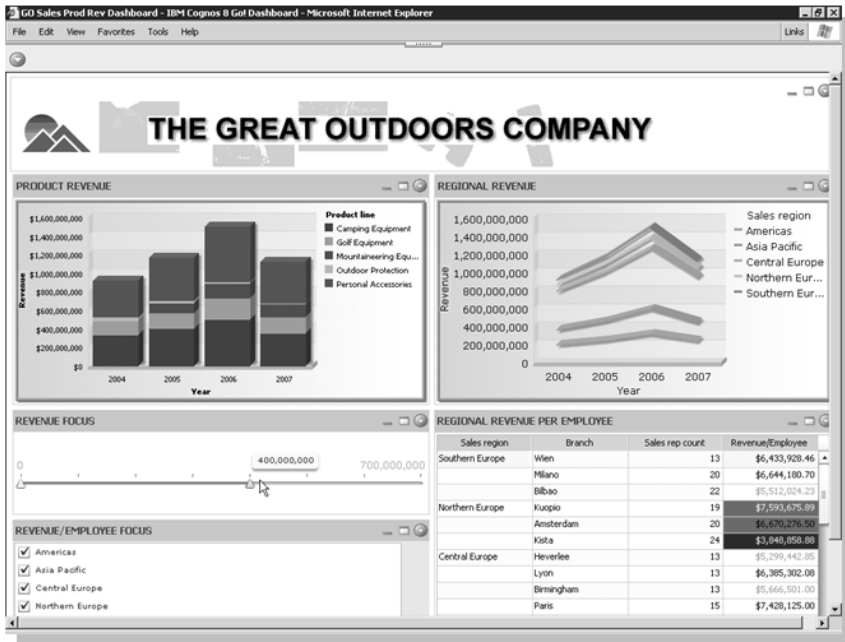 GO Sales Prod Rev Dashboard - IBM Cognos 8 Go! Dashboard - Microsoft Internet Explorer
File Edit View Favorites Tools Help Links
THE GREAT OUTDOORS COMPANY
PRODUCT REVENUE
$1,600,000,000
$1,400,000,000
$1,200,000,000
$1,000,000,000
$800,000,000
$600,000,000
$400,000,000
$200,000,000
$0
Revenue
2004 2005 2006 2007
Year
Product line
Camping Equipment
Golf Equipment
Mountaineering Equ...
Outdoor Protection
Personal Accessories
REGIONAL REVENUE
1,600,000,000
1,400,000,000
1,200,000,000
1,000,000,000
800,000,000
600,000,000
400,000,000
200,000,000
0
Revenue
2004 2005 2006 2007
Year
Sales region
Americas
Asia Pacific
Central Europe
Northern Eur...
Southern Eur...
REVENUE FOCUS
0 400,000,000 700,000,000
REVENUE/EMPLOYEE FOCUS
Americas
Asia Pacific
Central Europe
Northern Europe
REGIONAL REVENUE PER EMPLOYEE
Sales region Branch Sales rep count Revenue/Employee
Southern Europe Wien 13 $6,433,928.46
Milano 20 $6,644,180.70
Bilbao 22 $5,512,024.23
Northern Europe Kuopio 19 $7,593,675.89
Amsterdam 20 $6,670,276.50
Kista 24 $3,848,858.88
Central Europe Heverlee 13 $5,299,442.85
Lyon 13 $6,385,302.08
Birmingham 13 $5,666,501.00
Paris 15 $7,428,125.00